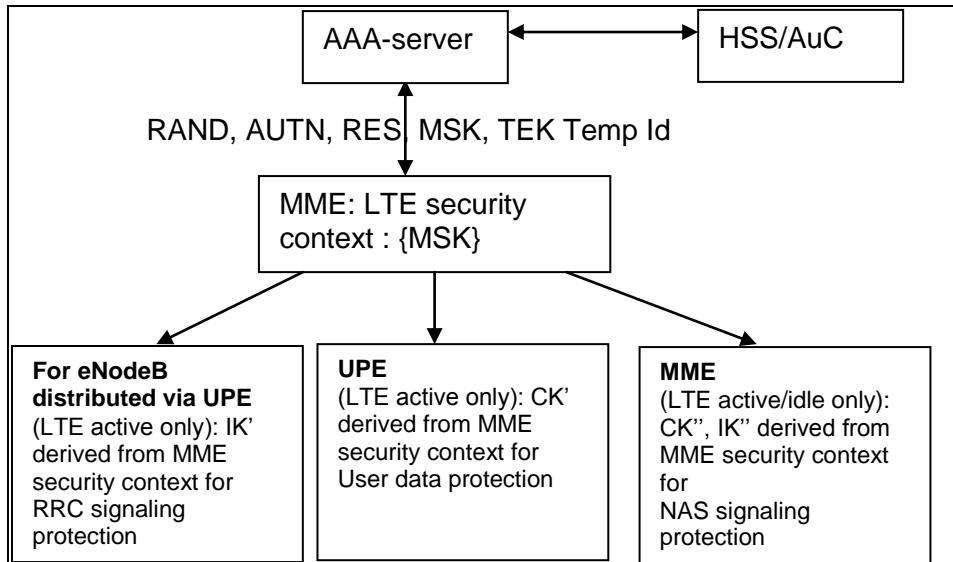 AAA-server
HSS/AuC
RAND, AUTN, RES, MSK, TEK Temp Id
MME: LTE security
context : {MSK}
For eNodeB
distributed via UPE
(LTE active only): IK'
derived from MME
security context for
RRC signaling
protection
UPE
(LTE active only): CK'
derived from MME
security context for
User data protection
MME
(LTE active/idle only):
CK'', IK'' derived from
MME security context
for
NAS signaling
protection